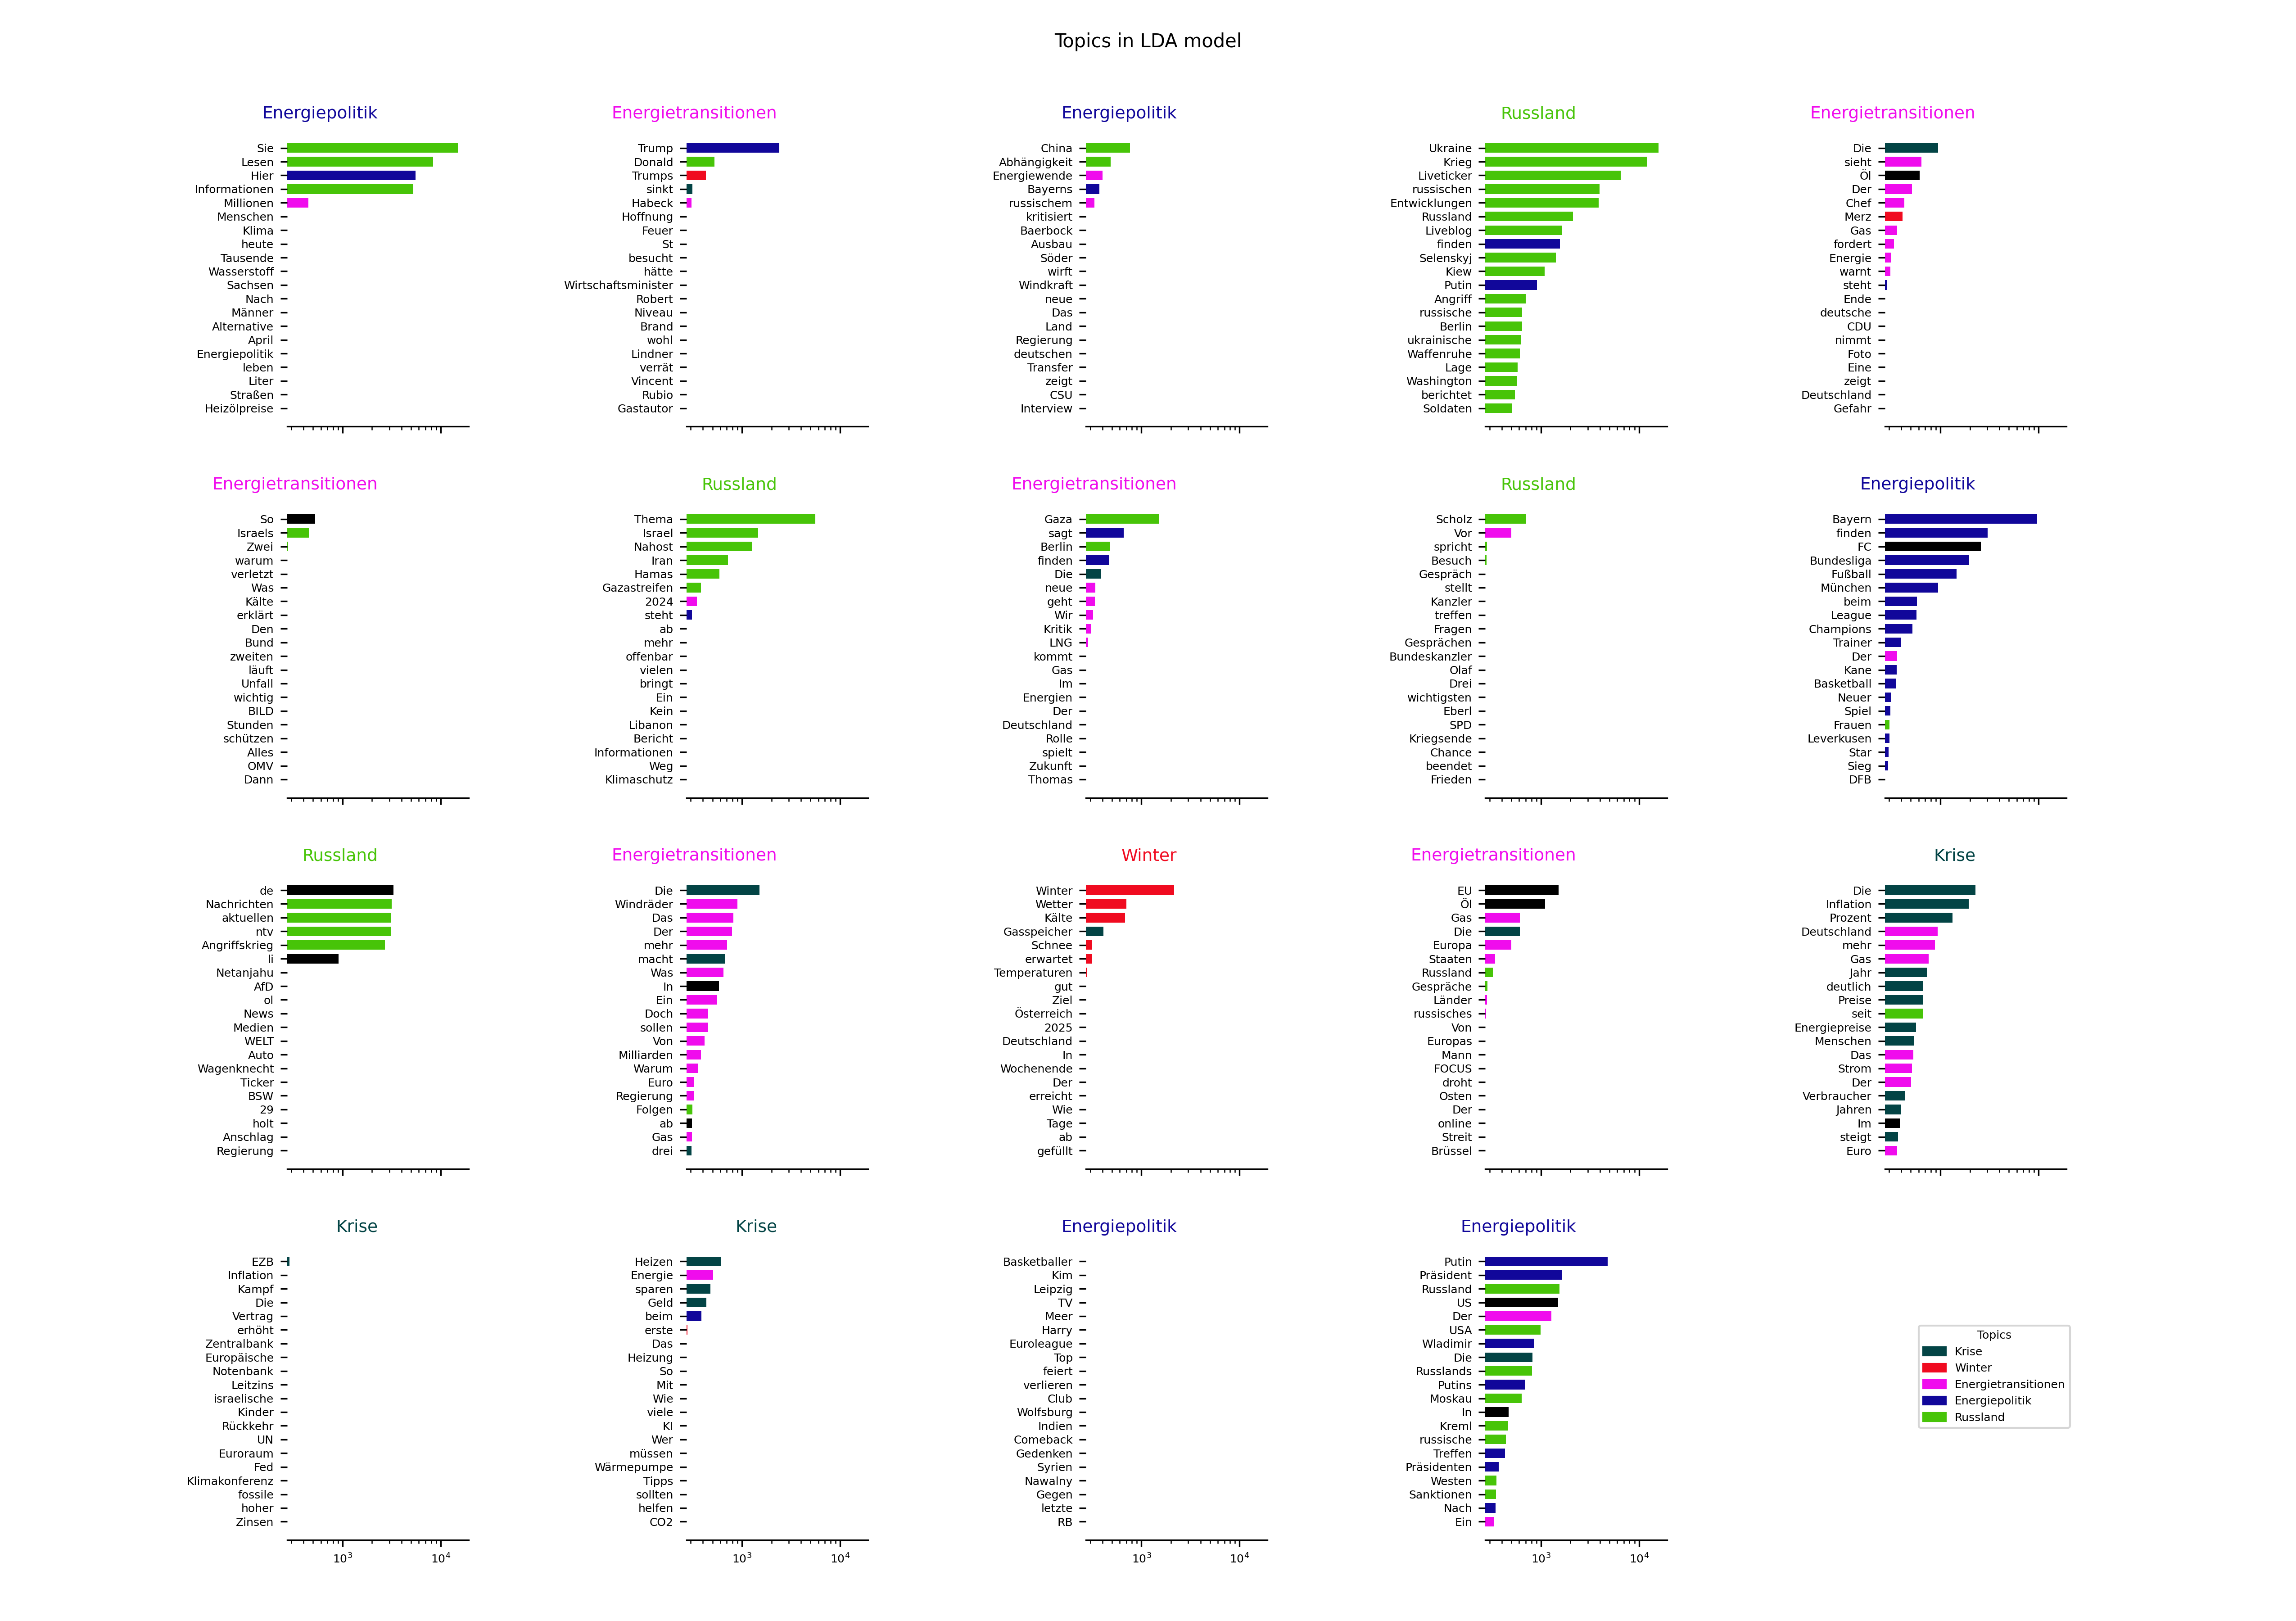 Topics in LDA model
Energiepolitik
Sie
Lesen
Hier
Informationen
Millionen
Menschen
Klima
heute
Tausende
Wasserstoff
Sachsen
Nach
Männer
Alternative
April
Energiepolitik
leben
Liter
Straßen
Heizölpreise
Energietransitionen
Trump
Donald
Trumps
sinkt
Habeck
Hoffnung
Feuer
St
besucht
hätte
Wirtschaftsminister
Robert
Niveau
Brand
wohl
Lindner
verrät
Vincent
Rubio
Gastautor
Energiepolitik
China
Abhängigkeit
Energiewende
Bayerns
russischem
kritisiert
Baerbock
Ausbau
Söder
wirft
Windkraft
neue
Das
Land
Regierung
deutschen
Transfer
zeigt
CSU
Interview
Russland
Ukraine
Krieg
Liveticker
russischen
Entwicklungen
Russland
Liveblog
finden
Selenskyj
Kiew
Putin
Angriff
russische
Berlin
ukrainische
Waffenruhe
Lage
Washington
berichtet
Soldaten
Energietransitionen
Die
sieht
Öl
Der
Chef
Merz
Gas
fordert
Energie
warnt
steht
Ende
deutsche
CDU
nimmt
Foto
Eine
zeigt
Deutschland
Gefahr
Energietransitionen
So
Israels
Zwei
warum
verletzt
Was
Kälte
erklärt
Den
Bund
zweiten
läuft
Unfall
wichtig
BILD
Stunden
schützen
Alles
OMV
Dann
Russland
Thema
Israel
Nahost
Iran
Hamas
Gazastreifen
2024
steht
ab
mehr
offenbar
vielen
bringt
Ein
Kein
Libanon
Bericht
Informationen
Weg
Klimaschutz
Energietransitionen
Gaza
sagt
Berlin
finden
Die
neue
geht
Wir
Kritik
LNG
kommt
Gas
Im
Energien
Der
Deutschland
Rolle
spielt
Zukunft
Thomas
Russland
Scholz
Vor
spricht
Besuch
Gespräch
stellt
Kanzler
treffen
Fragen
Gesprächen
Bundeskanzler
Olaf
Drei
wichtigsten
Eberl
SPD
Kriegsende
Chance
beendet
Frieden
Energiepolitik
Bayern
finden
FC
Bundesliga
Fußball
München
beim
League
Champions
Trainer
Der
Kane
Basketball
Neuer
Spiel
Frauen
Leverkusen
Star
Sieg
DFB
Russland
de
Nachrichten
aktuellen
ntv
Angriffskrieg
li
Netanjahu
AfD
ol
News
Medien
WELT
Auto
Wagenknecht
Ticker
BSW
29
holt
Anschlag
Regierung
Energietransitionen
Die
Windräder
Das
Der
mehr
macht
Was
In
Ein
Doch
sollen
Von
Milliarden
Warum
Euro
Regierung
Folgen
ab
Gas
drei
Winter
Winter
Wetter
Kälte
Gasspeicher
Schnee
erwartet
Temperaturen
gut
Ziel
Österreich
2025
Deutschland
In
Wochenende
Der
erreicht
Wie
Tage
ab
gefüllt
Energietransitionen
EU
Öl
Gas
Die
Europa
Staaten
Russland
Gespräche
Länder
russisches
Von
Europas
Mann
FOCUS
droht
Osten
Der
online
Streit
Brüssel
Krise
Die
Inflation
Prozent
Deutschland
mehr
Gas
Jahr
deutlich
Preise
seit
Energiepreise
Menschen
Das
Strom
Der
Verbraucher
Jahren
Im
steigt
Euro
Krise
EZB
Inflation
Kampf
Die
Vertrag
erhöht
Zentralbank
Europäische
Notenbank
Leitzins
israelische
Kinder
Rückkehr
UN
Euroraum
Fed
Klimakonferenz
fossile
hoher
Zinsen
10³ 10⁴
Krise
Heizen
Energie
sparen
Geld
beim
erste
Das
Heizung
So
Mit
Wie
viele
KI
Wer
müssen
Wärmepumpe
Tipps
sollten
helfen
CO2
10³ 10⁴
Energiepolitik
Basketballer
Kim
Leipzig
TV
Meer
Harry
Euroleague
Top
feiert
verlieren
Club
Wolfsburg
Indien
Comeback
Gedenken
Syrien
Nawalny
Gegen
letzte
RB
10³ 10⁴
Energiepolitik
Putin
Präsident
Russland
US
Der
USA
Wladimir
Die
Russlands
Putins
Moskau
In
Kreml
russische
Treffen
Präsidenten
Westen
Sanktionen
Nach
Ein
10³ 10⁴
Topics
Krise
Winter
Energietransitionen
Energiepolitik
Russland